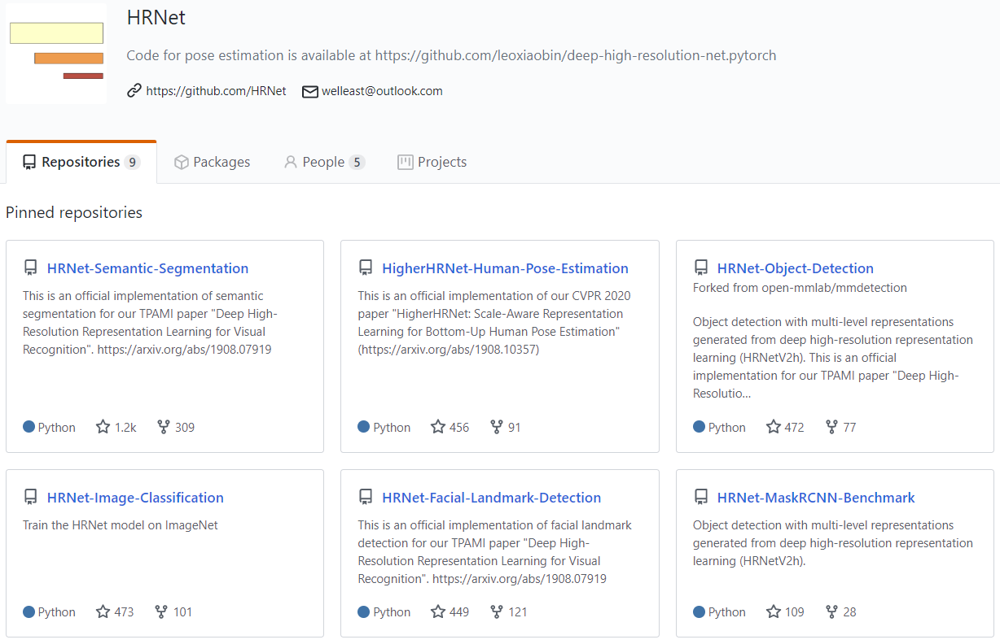 HRNet
Code for pose estimation is available at https://github.com/leoxiaobin/deep-high-resolution-net.pytorch
https://github.com/HRNet welleast@outlook.com
Repositories 9 Packages People 5 Projects
Pinned repositories
HRNet-Semantic-Segmentation
This is an official implementation of semantic
segmentation for our TPAMI paper "Deep High-
Resolution Representation Learning for Visual
Recognition". https://arxiv.org/abs/1908.07919
Python 1.2k 309
HigherHRNet-Human-Pose-Estimation
This is an official implementation of our CVPR 2020
paper "HigherHRNet: Scale-Aware Representation
Learning for Bottom-Up Human Pose Estimation"
(https://arxiv.org/abs/1908.10357)
Python 456 91
HRNet-Object-Detection
Forked from open-mmlab/mmdetection
Object detection with multi-level representations
generated from deep high-resolution representation
learning (HRNetV2h). This is an official
implementation for our TPAMI paper "Deep High-
Resolutio...
Python 472 77
HRNet-Image-Classification
Train the HRNet model on ImageNet
Python 473 101
HRNet-Facial-Landmark-Detection
This is an official implementation of facial landmark
detection for our TPAMI paper "Deep High-
Resolution Representation Learning for Visual
Recognition". https://arxiv.org/abs/1908.07919
Python 449 121
HRNet-MaskRCNN-Benchmark
Object detection with multi-level representations
generated from deep high-resolution representation
learning (HRNetV2h).
Python 109 28